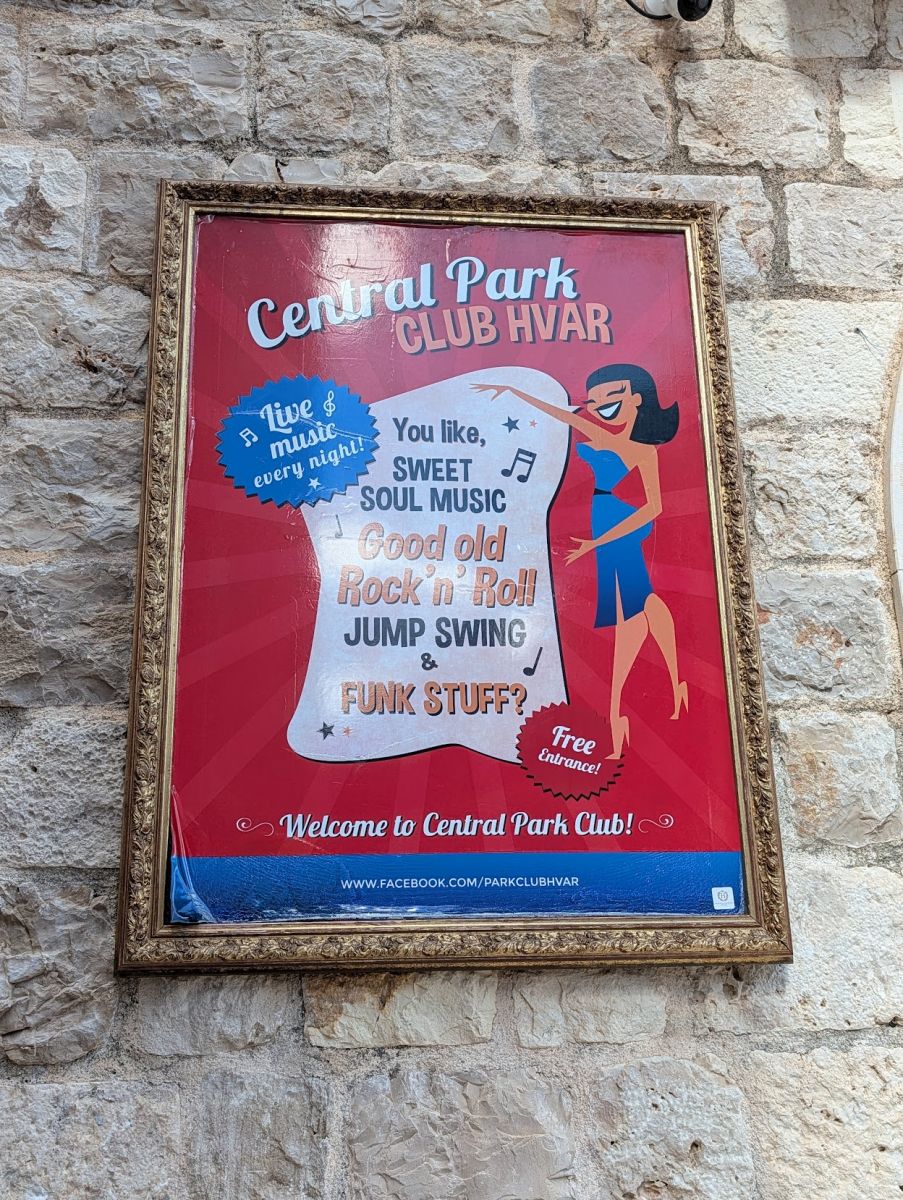 Central Park
CLUB HVAR
Live
music
every night!
You like,
SWEET
SOUL MUSIC
Good old
Rock'n' Roll
JUMP SWING
&
FUNK STUFF?
Free
Entrance!
Welcome to Central Park Club!
WWW.FACEBOOK.COM/PARKCLUBHVAR